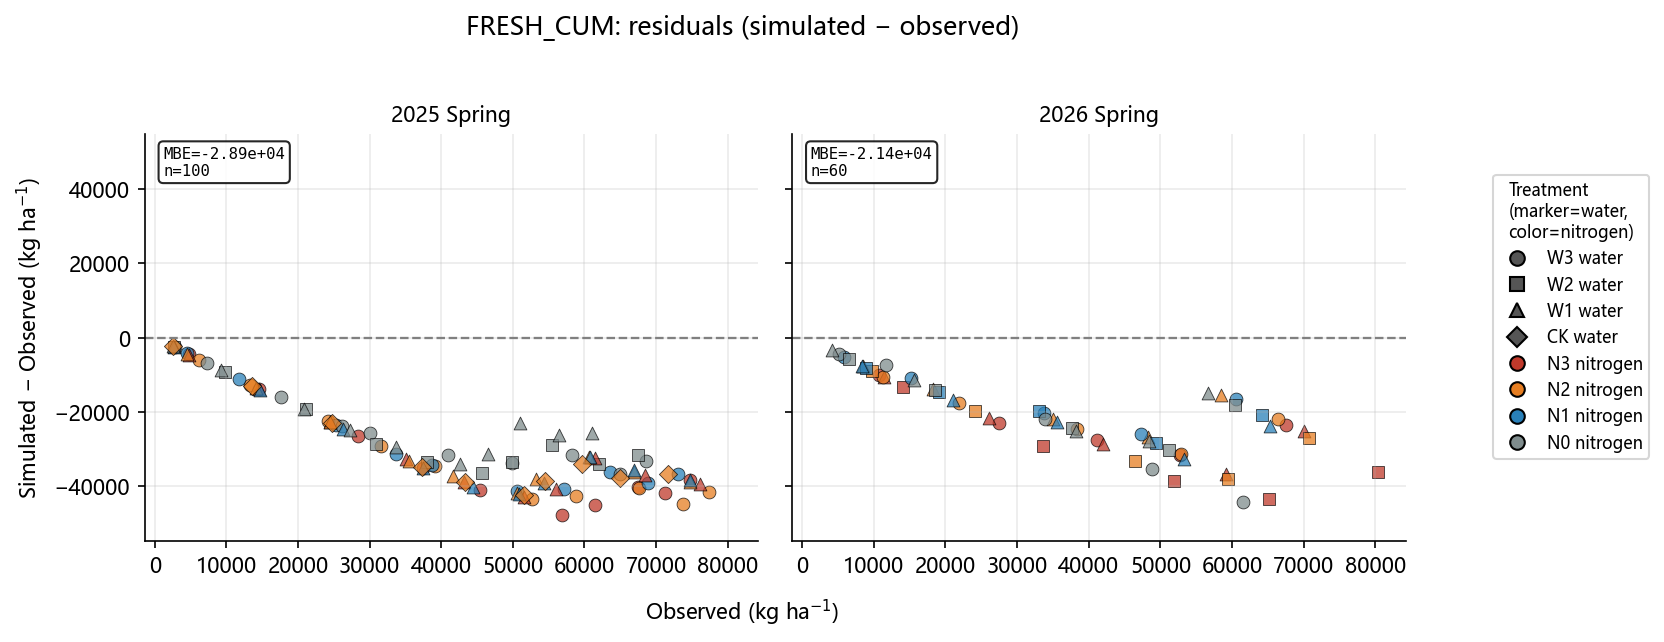 FRESH_CUM: residuals (simulated − observed)
2025 Spring
2026 Spring
MBE=-2.89e+04
n=100
MBE=-2.14e+04
n=60
Simulated − Observed (kg ha⁻¹)
40000
20000
0
−20000
−40000
0 10000 20000 30000 40000 50000 60000 70000 80000
0 10000 20000 30000 40000 50000 60000 70000 80000
Observed (kg ha⁻¹)
Treatment
(marker=water,
color=nitrogen)
W3 water
W2 water
W1 water
CK water
N3 nitrogen
N2 nitrogen
N1 nitrogen
N0 nitrogen